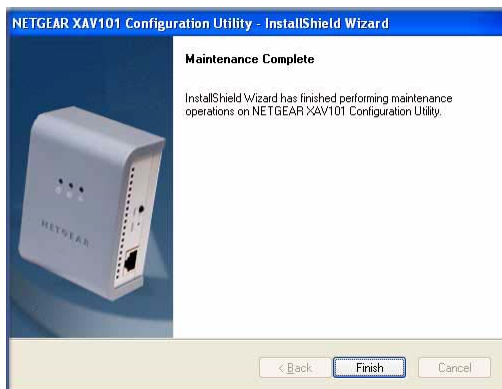 NETGEAR XAV101 Configuration Utility - InstallShield Wizard
Maintenance Complete
InstallShield Wizard has finished performing maintenance
operations on NETGEAR XAV101 Configuration Utility.
NETGEAR
< Back
Finish
Cancel